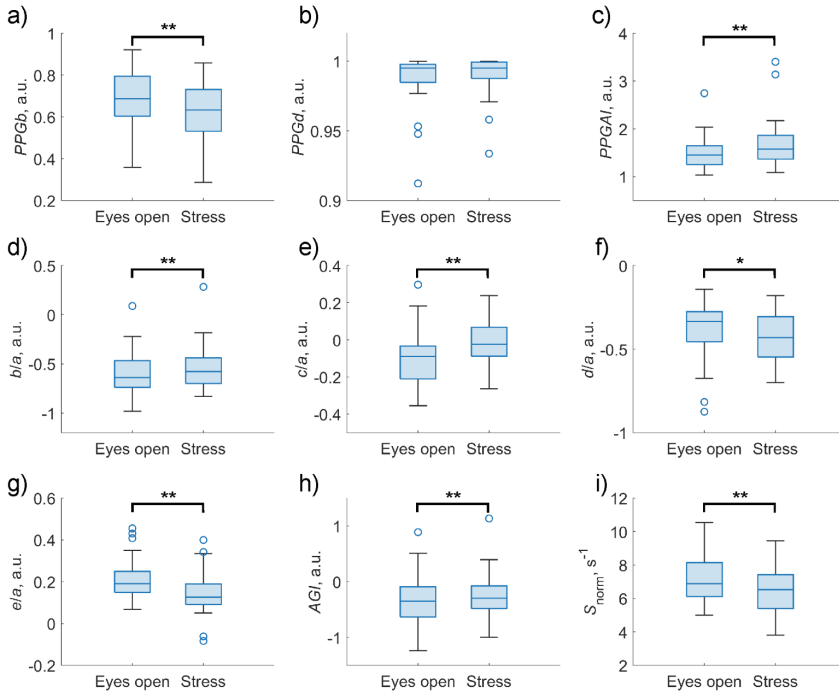 a)
**
1
0.8
0.6
0.4
0.2
PPGb, a.u.
Eyes open Stress
b)
1
0.95
0.9
PPGd, a.u.
Eyes open Stress
c)
**
4
3
2
1
PPGAI, a.u.
Eyes open Stress
d)
**
0.5
0
-0.5
-1
b/a, a.u.
Eyes open Stress
e)
**
0.4
0.2
0
-0.2
-0.4
c/a, a.u.
Eyes open Stress
f)
*
-0
-0.5
-1
d/a, a.u.
Eyes open Stress
g)
**
0.6
0.4
0.2
0
-0.2
e/a, a.u.
Eyes open Stress
h)
**
1
-0
-1
AGI, a.u.
Eyes open Stress
i)
**
12
10
8
6
4
2
Snorm, s-1
Eyes open Stress